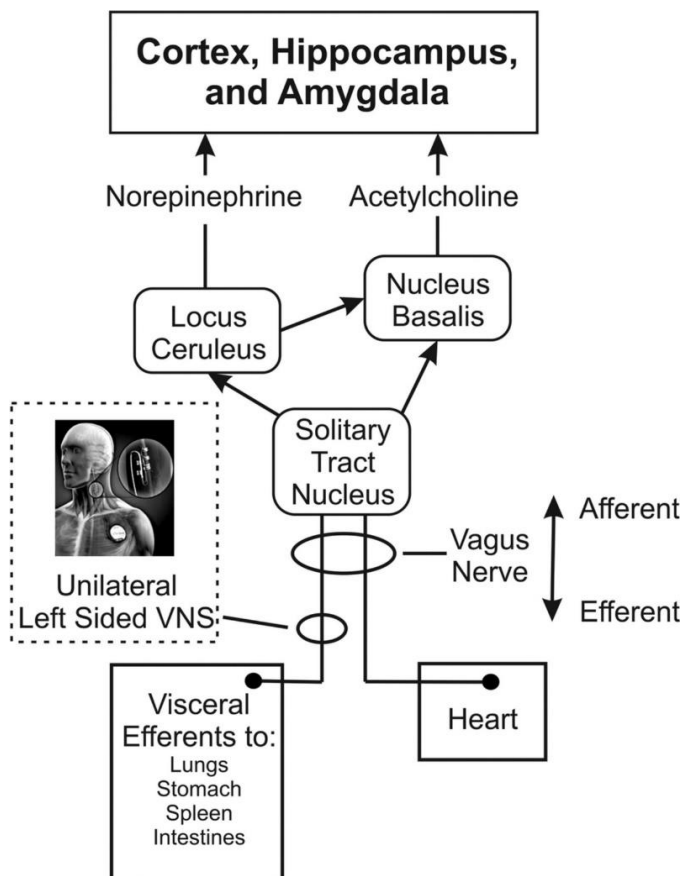 Cortex, Hippocampus,
and Amygdala
Norepinephrine
Acetylcholine
Locus
Ceruleus
Nucleus
Basalis
Solitary
Tract
Nucleus
Unilateral
Left Sided VNS
Vagus
Nerve
Afferent
Efferent
Visceral
Efferents to:
Lungs
Stomach
Spleen
Intestines
Heart